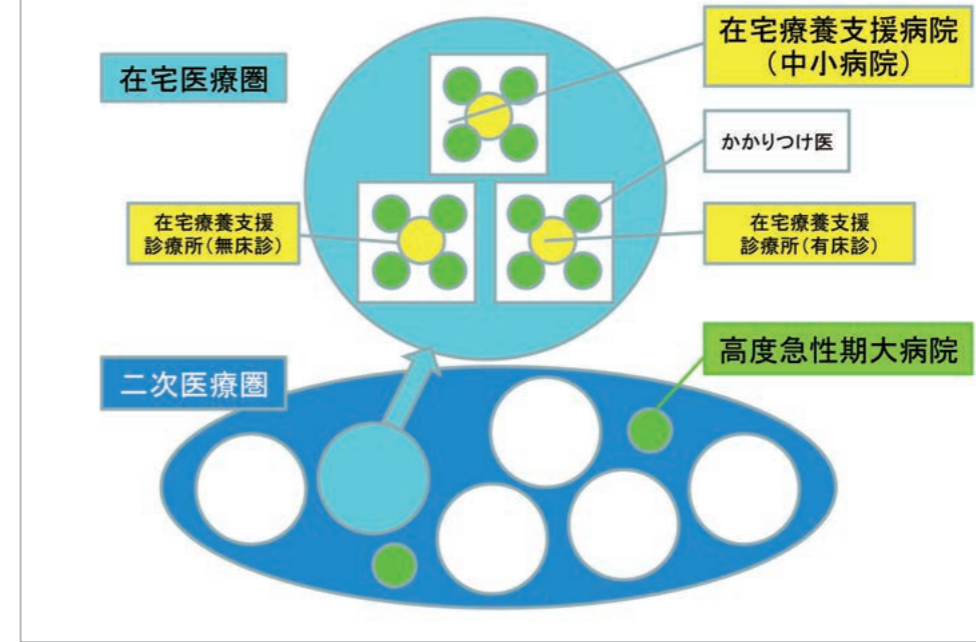 在宅療養支援病院
（中小病院）
在宅医療圏
かかりつけ医
在宅療養支援
診療所（無床診）
在宅療養支援
診療所（有床診）
高度急性期大病院
二次医療圏